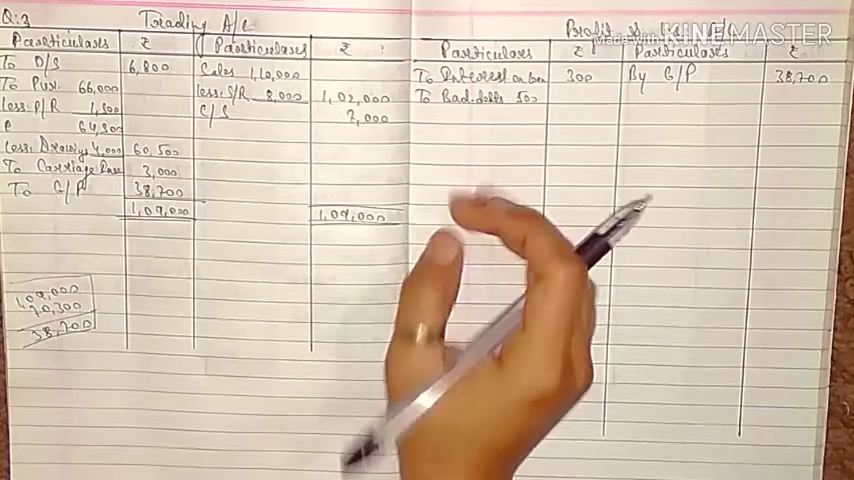 Q:3
Trading A/c
Particulars ₹ Particulars ₹
To O/S 6,800 Sales 1,10,000
To Pur. 66,000 less: S/R 8,000 1,02,000
less: P/R 1,500 C/S 7,000
64,500
less: Drawings 4,000 60,500
To Carriage 3,000
To G/P 38,700
1,09,000 1,09,000
1,09,000
70,300
38,700
Profit & A/c
Made With KINEMASTER
Particulars ₹ Particulars ₹
To Interest on loan 300 By G/P 38,700
To Bad debts 500